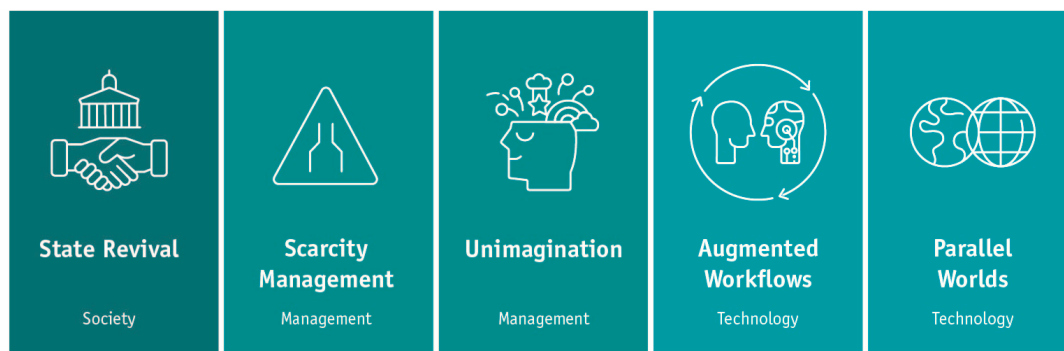 State Revival
Society
Scarcity
Management
Management
Unimagination
Management
Augmented
Workflows
Technology
Parallel
Worlds
Technology